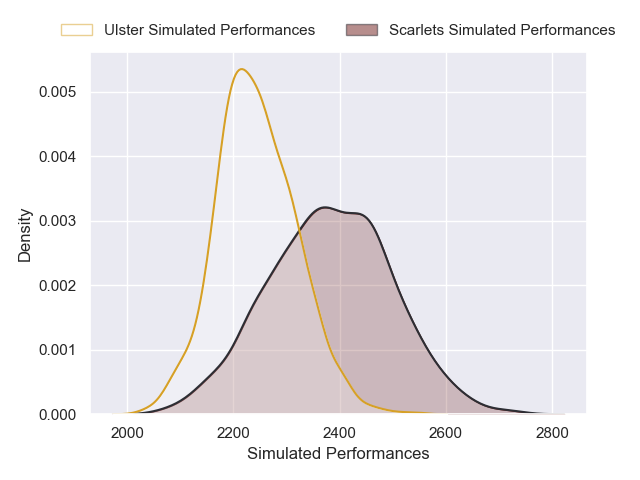 Ulster Simulated Performances
Scarlets Simulated Performances
0.005
0.004
0.003
0.002
0.001
0.000
Density
2000
2200
2400
2600
2800
Simulated Performances